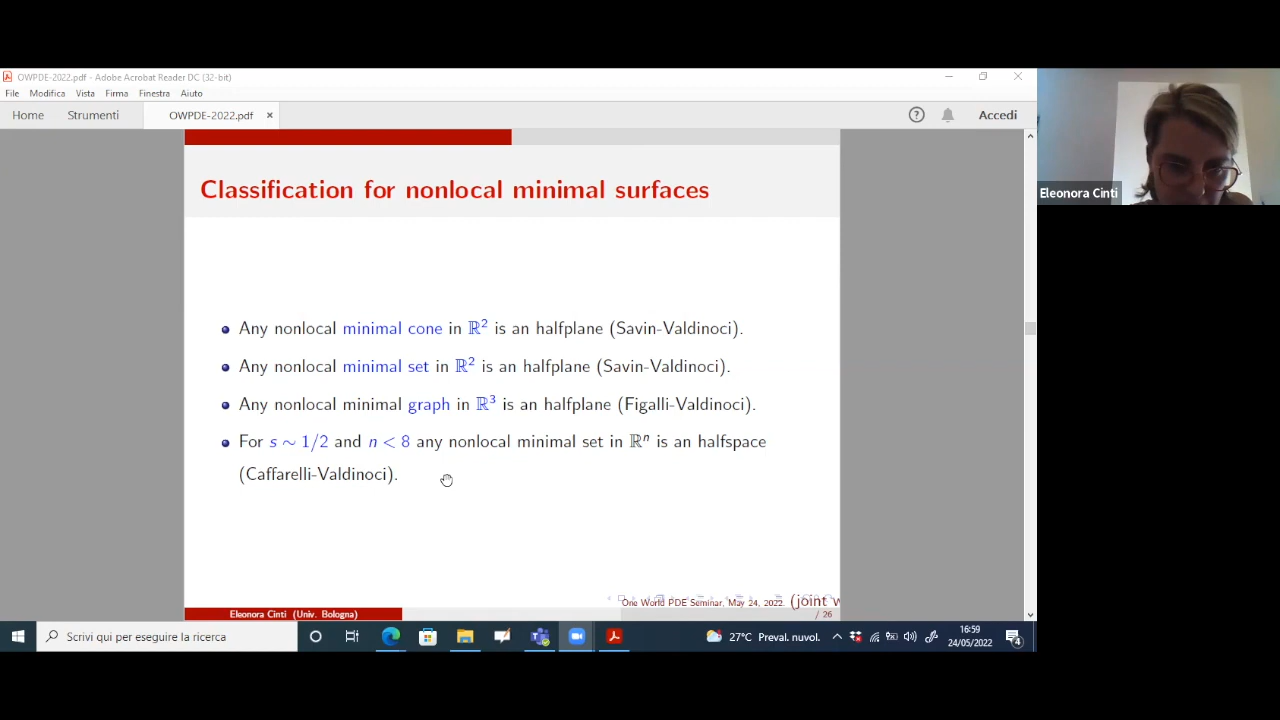 OWPDE-2022.pdf - Adobe Acrobat Reader DC (32-bit)
File Modifica Vista Firma Finestra Aiuto
Home Strumenti OWPDE-2022.pdf × Accedi
Classification for nonlocal minimal surfaces
Any nonlocal minimal cone in ℝ² is an halfplane (Savin-Valdinoci).
Any nonlocal minimal set in ℝ² is an halfplane (Savin-Valdinoci).
Any nonlocal minimal graph in ℝ³ is an halfplane (Figalli-Valdinoci).
For s ∼ 1/2 and n < 8 any nonlocal minimal set in ℝⁿ is an halfspace
(Caffarelli-Valdinoci).
One World PDE Seminar, May 24, 2022. (joint w
Eleonora Cinti (Univ. Bologna) / 26
Eleonora Cinti
Scrivi qui per eseguire la ricerca
27°C Preval. nuvol.
16:59
24/05/2022
4